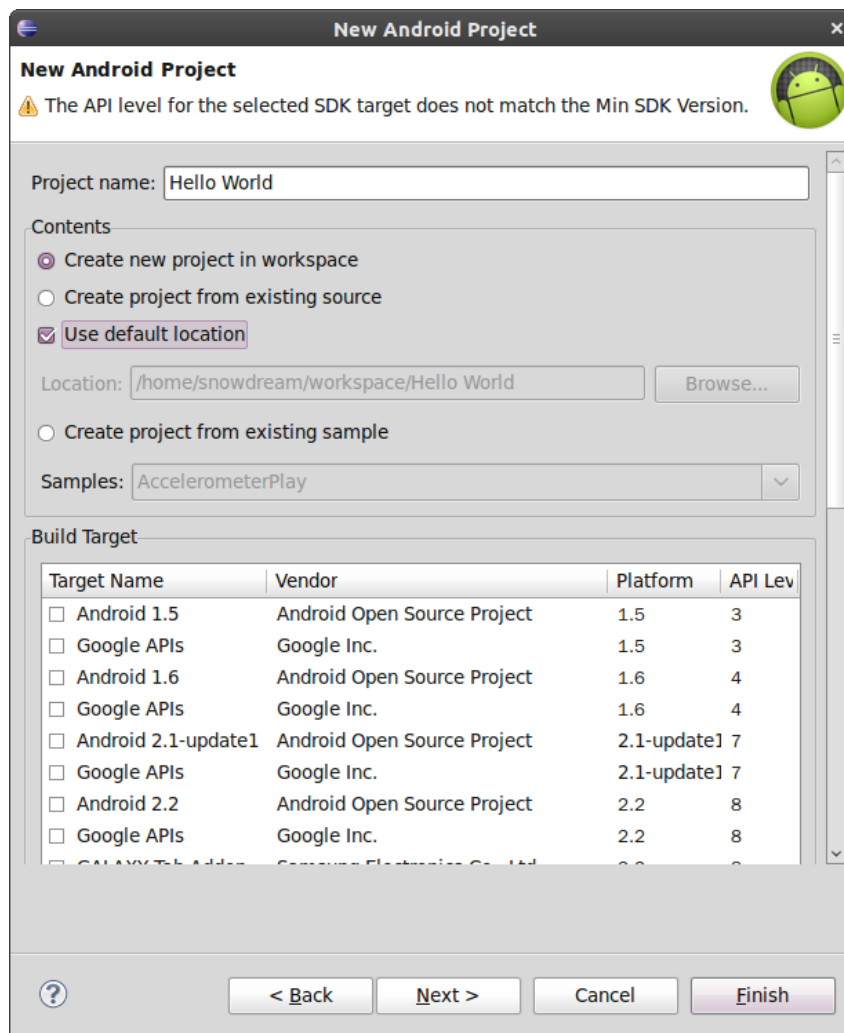 New Android Project
New Android Project
The API level for the selected SDK target does not match the Min SDK Version.
Project name: Hello World
Contents
Create new project in workspace
Create project from existing source
Use default location
Location: /home/snowdream/workspace/Hello World Browse...
Create project from existing sample
Samples: AccelerometerPlay
Build Target
Target Name Vendor Platform API Lev
Android 1.5 Android Open Source Project 1.5 3
Google APIs Google Inc. 1.5 3
Android 1.6 Android Open Source Project 1.6 4
Google APIs Google Inc. 1.6 4
Android 2.1-update1 Android Open Source Project 2.1-update1 7
Google APIs Google Inc. 2.1-update1 7
Android 2.2 Android Open Source Project 2.2 8
Google APIs Google Inc. 2.2 8
GALAXY Tab Addon Samsung Electronics Co., Ltd.
< Back Next > Cancel Finish